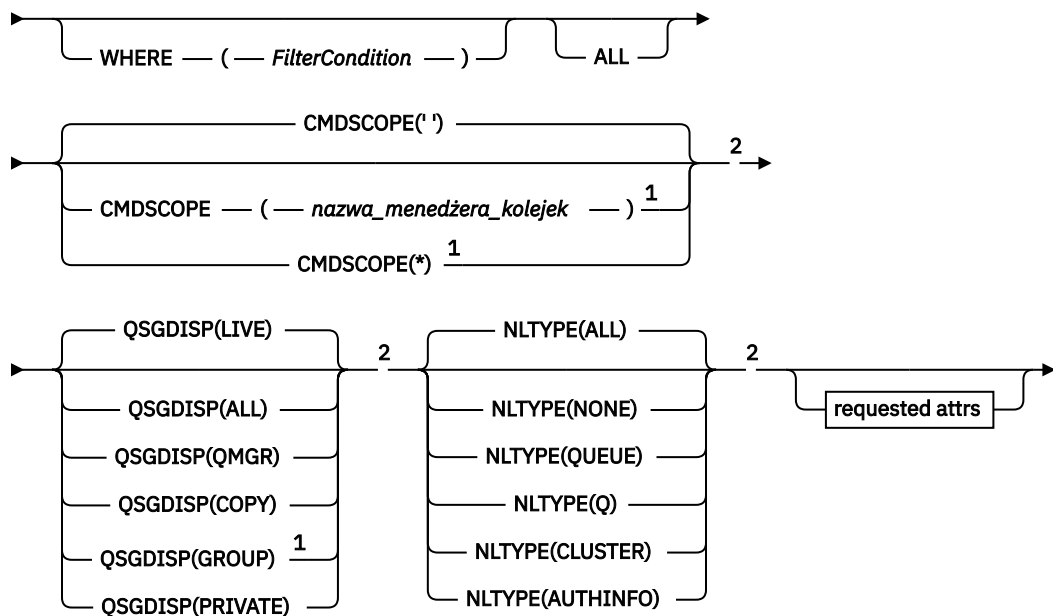 WHERE ( FilterCondition ) ALL
CMDSCOPE(' ')
2
CMDSCOPE ( nazwa_menedżera_kolejek ) 1
CMDSCOPE(*) 1
QSGDISP(LIVE) NLTYPE(ALL)
2 2
QSGDISP(ALL) NLTYPE(NONE) requested attrs
QSGDISP(QMGR) NLTYPE(QUEUE)
QSGDISP(COPY) NLTYPE(Q)
QSGDISP(GROUP) 1 NLTYPE(CLUSTER)
QSGDISP(PRIVATE) NLTYPE(AUTHINFO)